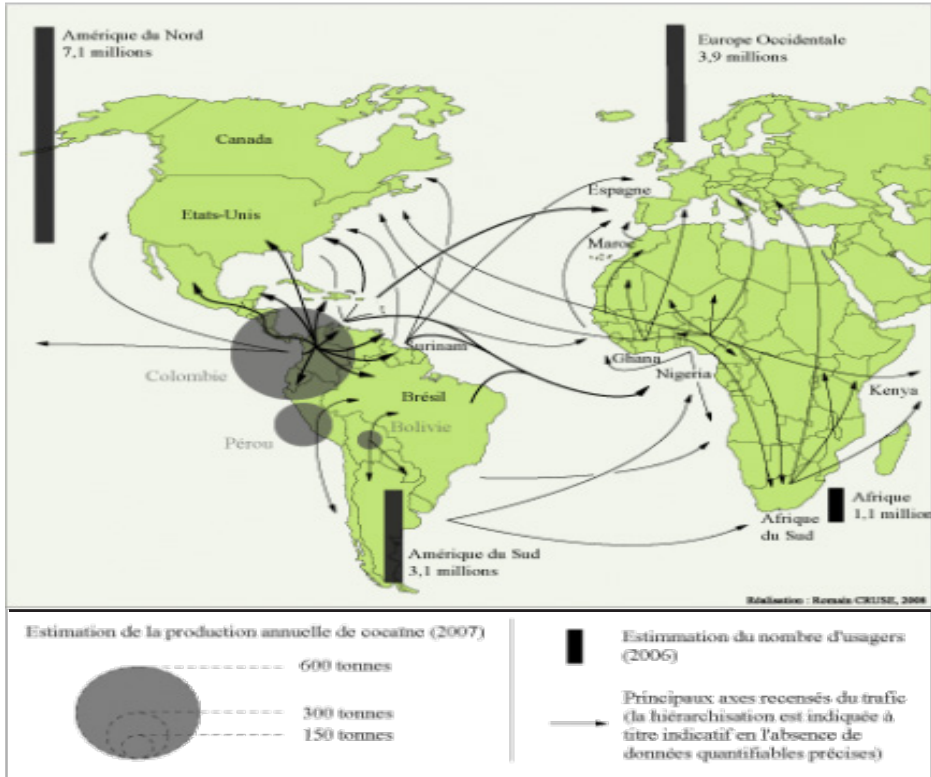 Amérique du Nord
7,1 millions
Europe Occidentale
3,9 millions
Canada
Etats-Unis
Espagne
Maroc
Surinam
Ghana
Nigeria
Kenya
Colombie
Brésil
Pérou
Bolivie
Afrique
1,1 million
Afrique
du Sud
Amérique du Sud
3,1 millions
Réalisation : Romain CRUSE, 2008
Estimation de la production annuelle de cocaïne (2007)
600 tonnes
300 tonnes
150 tonnes
Estimmation du nombre d'usagers
(2006)
Principaux axes recensés du trafic
(la hiérarchisation est indiquée à
titre indicatif en l'absence de
données quantifiables précises)